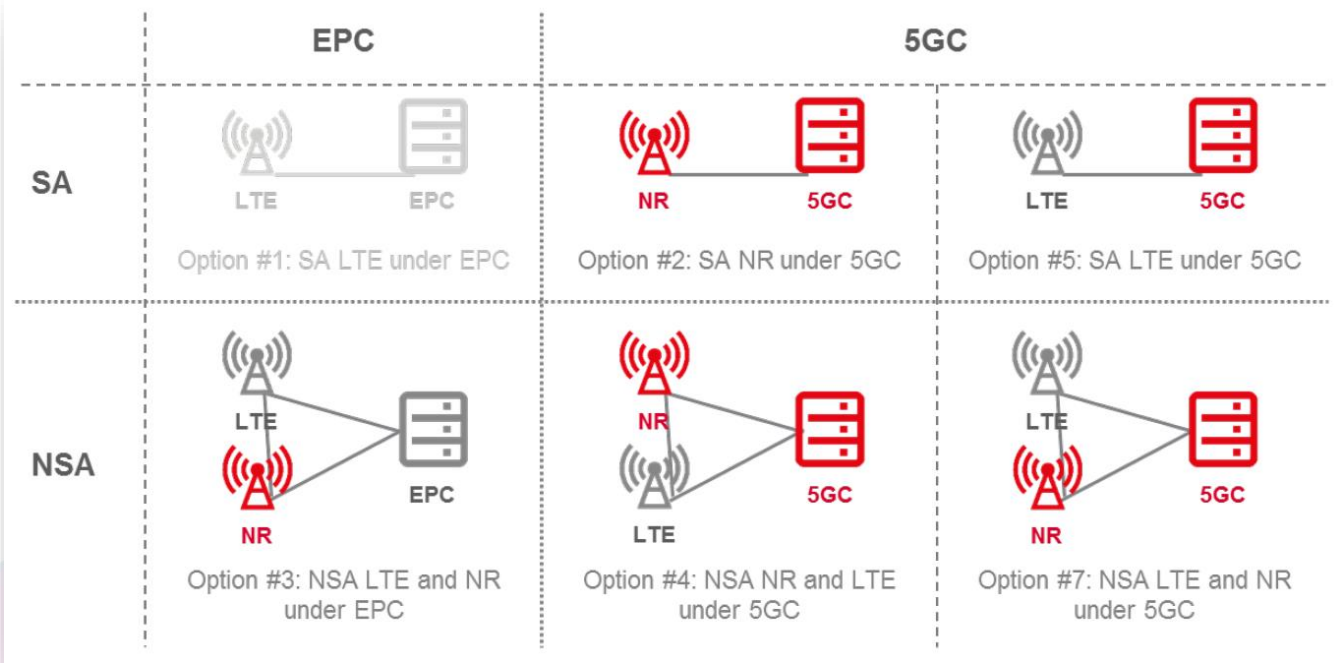 EPC
5GC
SA
LTE
EPC
Option #1: SA LTE under EPC
NR
5GC
Option #2: SA NR under 5GC
LTE
5GC
Option #5: SA LTE under 5GC
NSA
LTE
NR
EPC
Option #3: NSA LTE and NR
under EPC
NR
LTE
5GC
Option #4: NSA NR and LTE
under 5GC
LTE
NR
5GC
Option #7: NSA LTE and NR
under 5GC